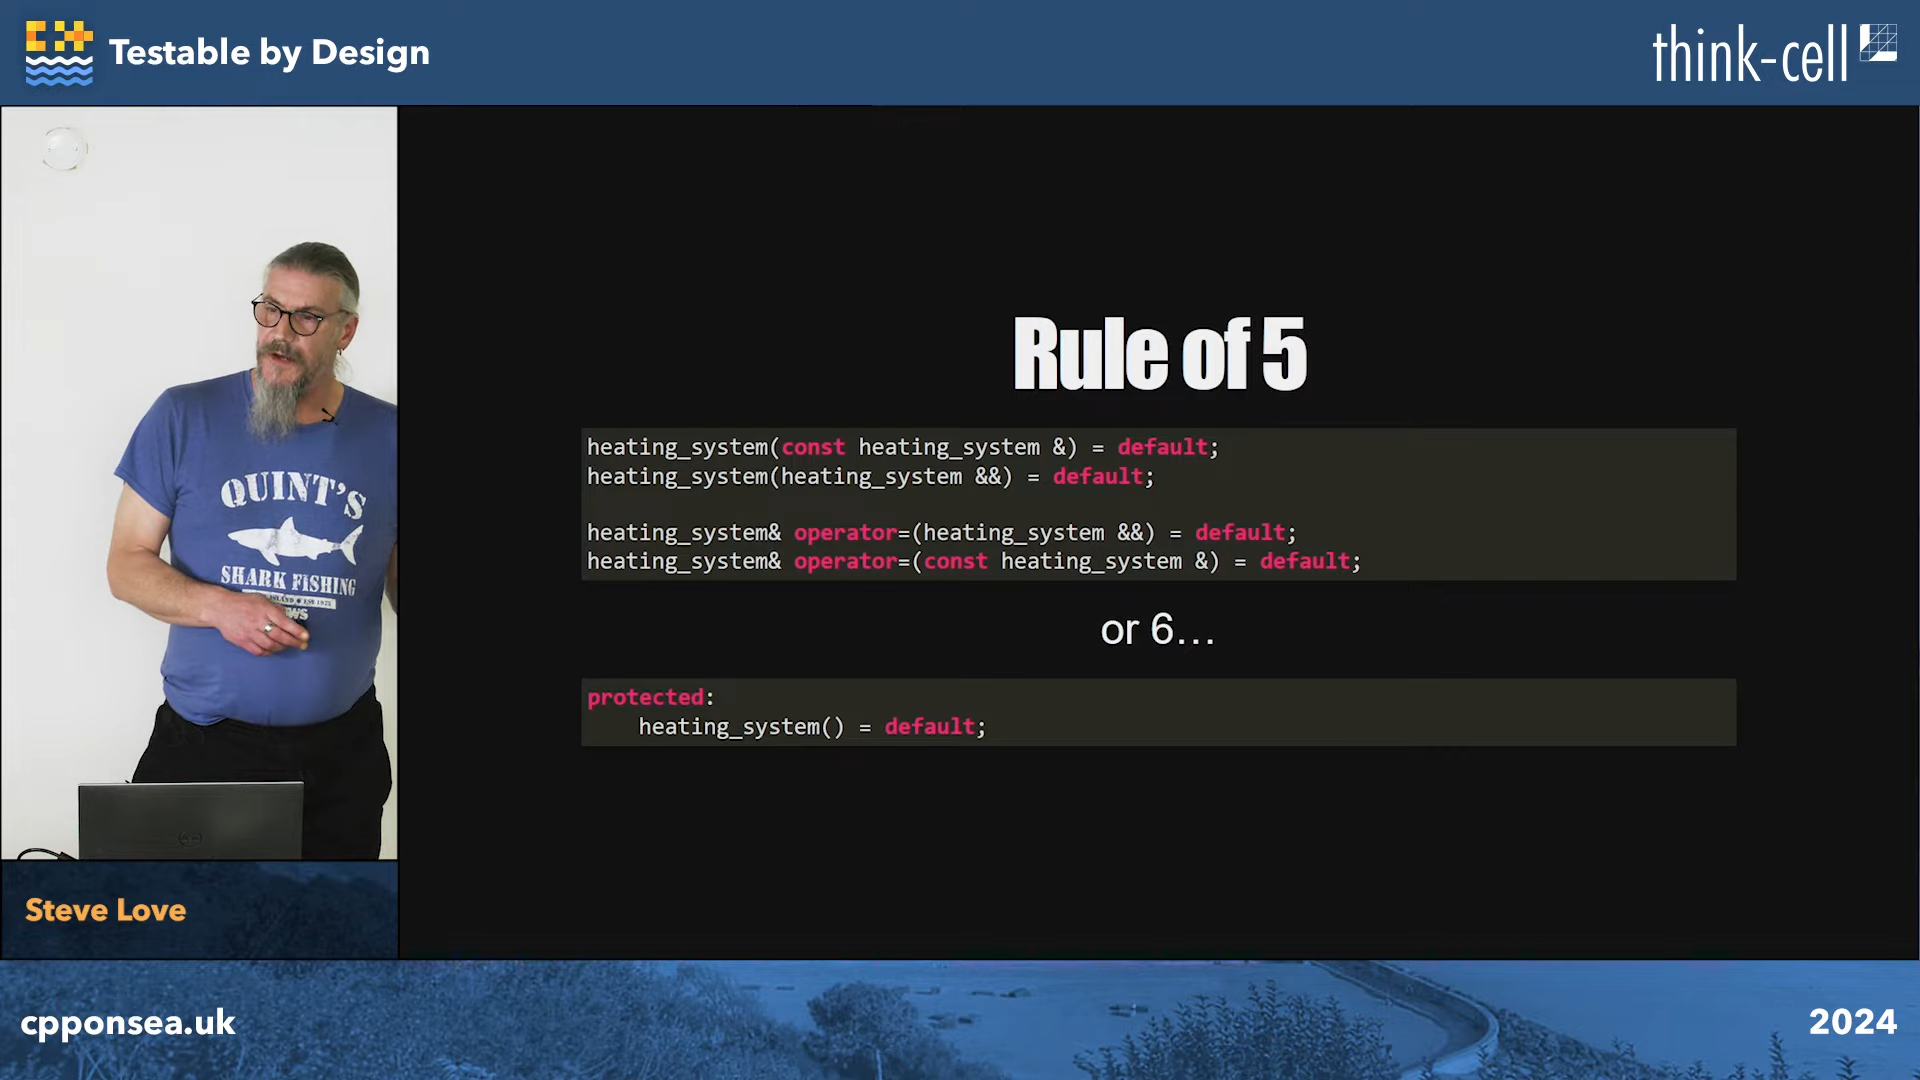 Testable by Design
think-cell
QUINT'S
SHARK FISHING
Rule of 5
heating_system(const heating_system &) = default;
heating_system(heating_system &&) = default;
heating_system& operator=(heating_system &&) = default;
heating_system& operator=(const heating_system &) = default;
or 6...
protected:
heating_system() = default;
Steve Love
cpponsea.uk
2024